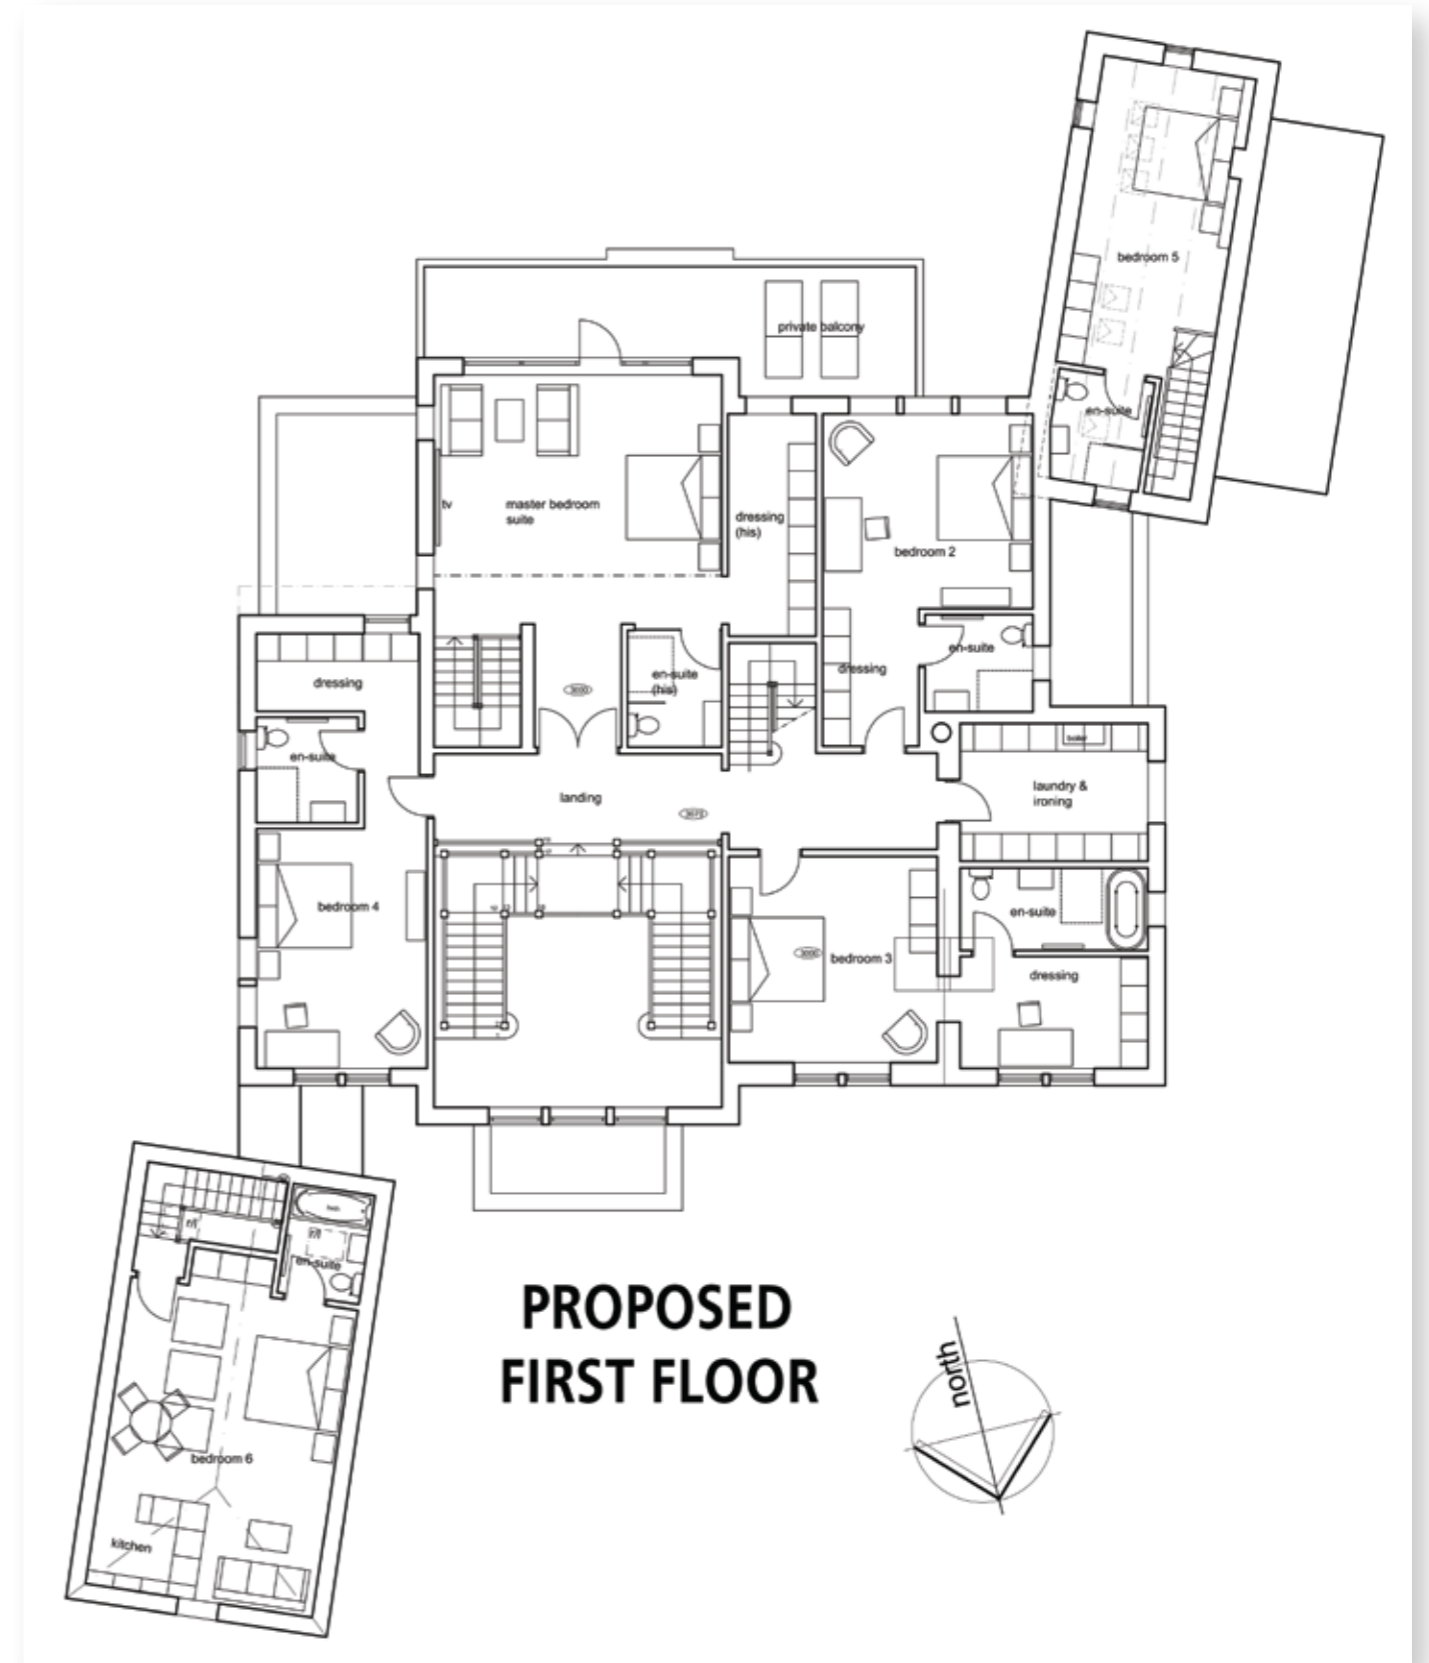 bedroom 5
private balcony
en-suite
tv
master bedroom
suite
dressing
(his)
bedroom 2
dressing
en-suite
en-suite
(his)
dressing
en-suite
boiler
laundry &
ironing
landing
bedroom 4
en-suite
bedroom 3
dressing
r/l
r/l
en-suite
bath
bedroom 6
kitchen
PROPOSED
FIRST FLOOR
north